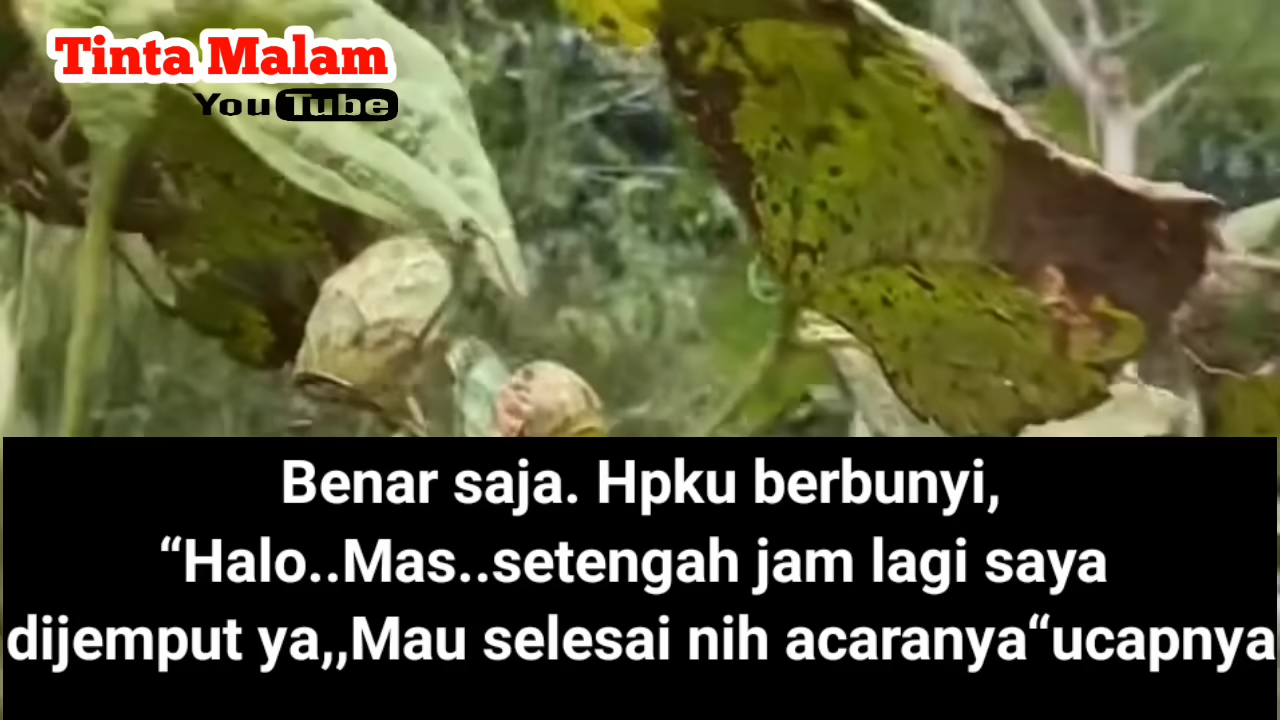 Tinta Malam
YouTube
Benar saja. Hpku berbunyi,
“Halo..Mas..setengah jam lagi saya
dijemput ya,,Mau selesai nih acaranya“ucapnya